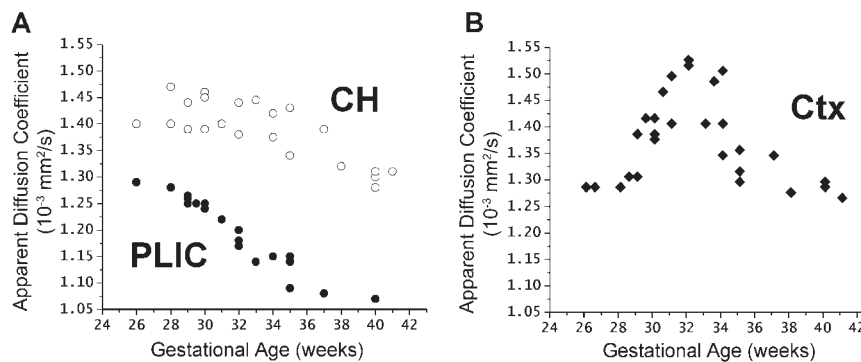 A
Apparent Diffusion Coefficient
(10⁻³ mm²/s)
1.55
1.50
1.45
1.40
1.35
1.30
1.25
1.20
1.15
1.10
1.05
CH
PLIC
24 26 28 30 32 34 36 38 40 42
Gestational Age (weeks)
B
Apparent Diffusion Coefficient
(10⁻³ mm²/s)
1.55
1.50
1.45
1.40
1.35
1.30
1.25
1.20
1.15
1.10
1.05
Ctx
24 26 28 30 32 34 36 38 40 42
Gestational Age (weeks)